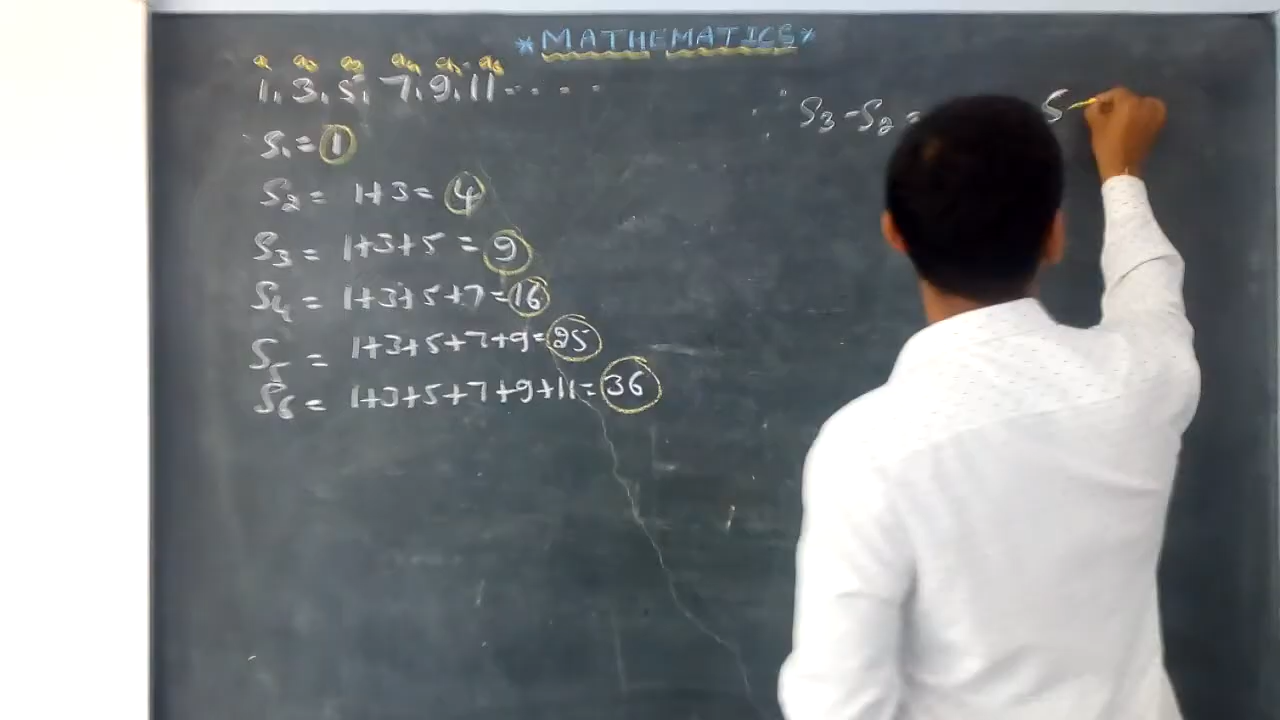 *MATHEMATICS*
a₁ a₂ a₃ a₄ a₅ a₆
1, 3, 5, 7, 9, 11 - - - -
S₃ - S₂ = S
S₁ = 1
S₂ = 1+3 = 4
S₃ = 1+3+5 = 9
S₄ = 1+3+5+7 = 16
S₅ = 1+3+5+7+9 = 25
S₆ = 1+3+5+7+9+11 = 36